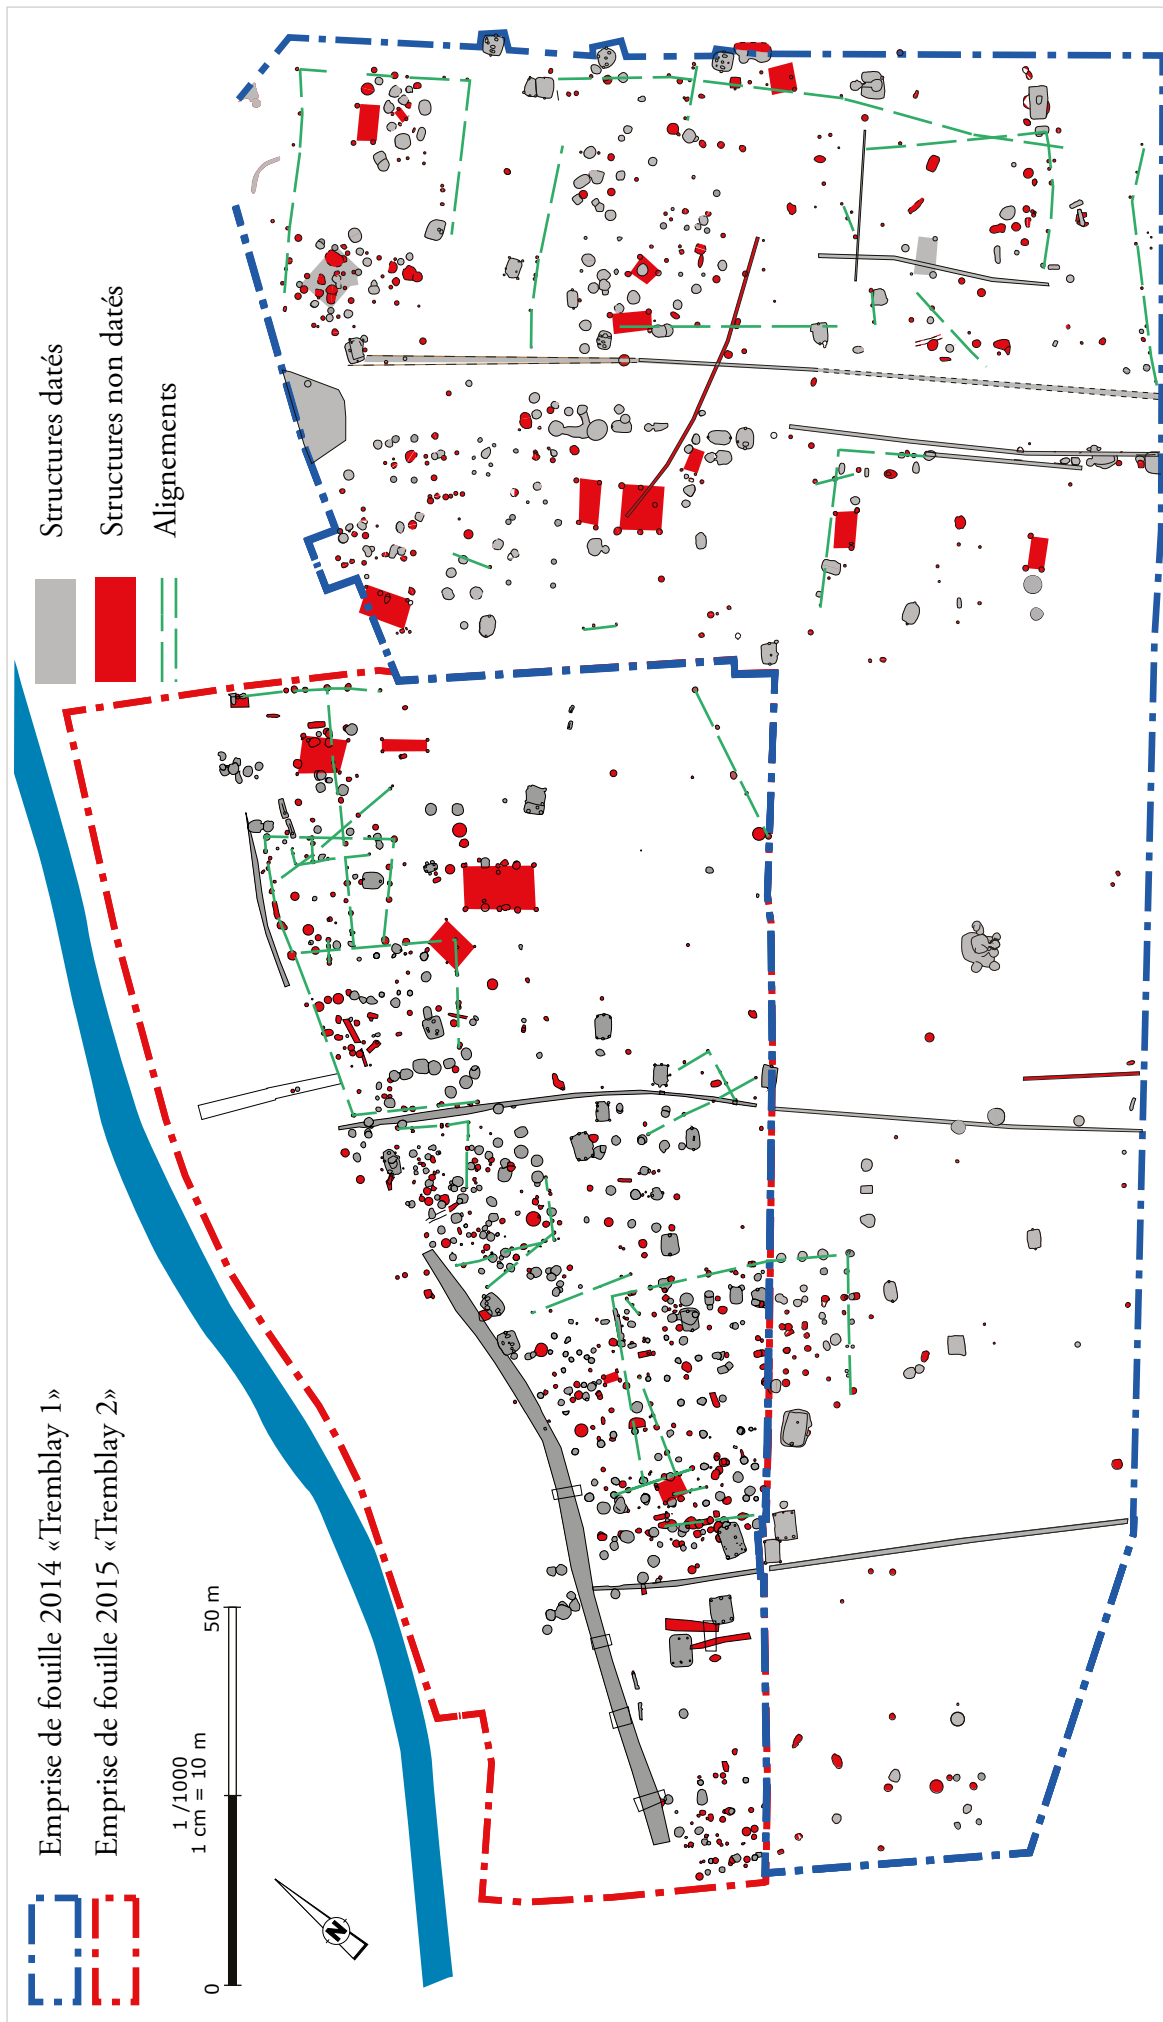 Emprise de fouille 2014 «Tremblay 1»
Emprise de fouille 2015 «Tremblay 2»
Structures datés
Structures non datés
Alignements
1 /1000
1 cm = 10 m
0
50 m
N